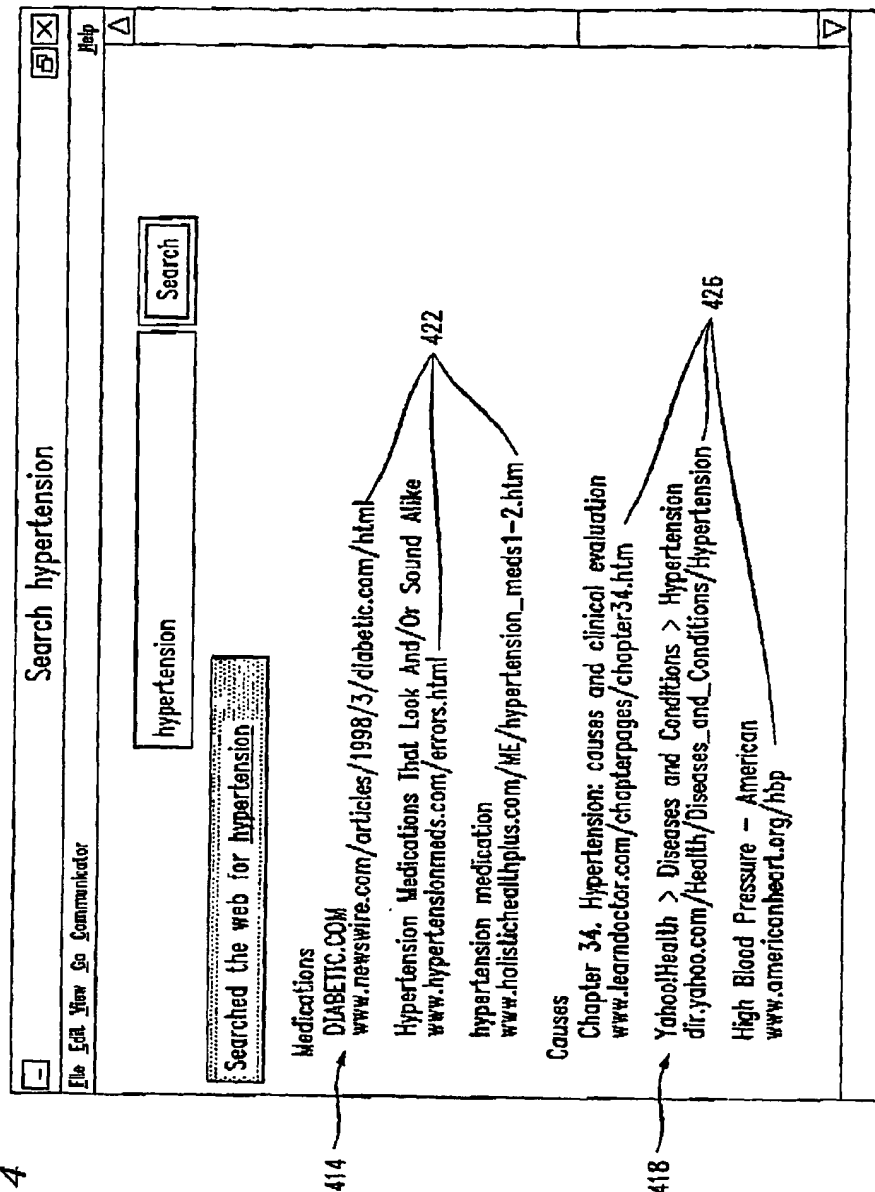 4
Search hypertension
File Edit View Go Communicator Help
hypertension Search
Searched the web for hypertension
Medications
414
DIABETIC.COM
www.newswire.com/articles/1998/3/diabetic.com/html
Hypertension Medications That Look And/Or Sound Alike
www.hypertensionmeds.com/errors.html
422
hypertension medication
www.holistichealthplus.com/ME/hypertension_meds1-2.htm
Causes
Chapter 34. Hypertension: causes and clinical evaluation
www.learndoctor.com/chapterpages/chapter34.htm
418
Yahoo!Health > Diseases and Conditions > Hypertension
dir.yahoo.com/Health/Diseases_and_Conditions/Hypertension
426
High Blood Pressure - American
www.americanheart.org/hbp